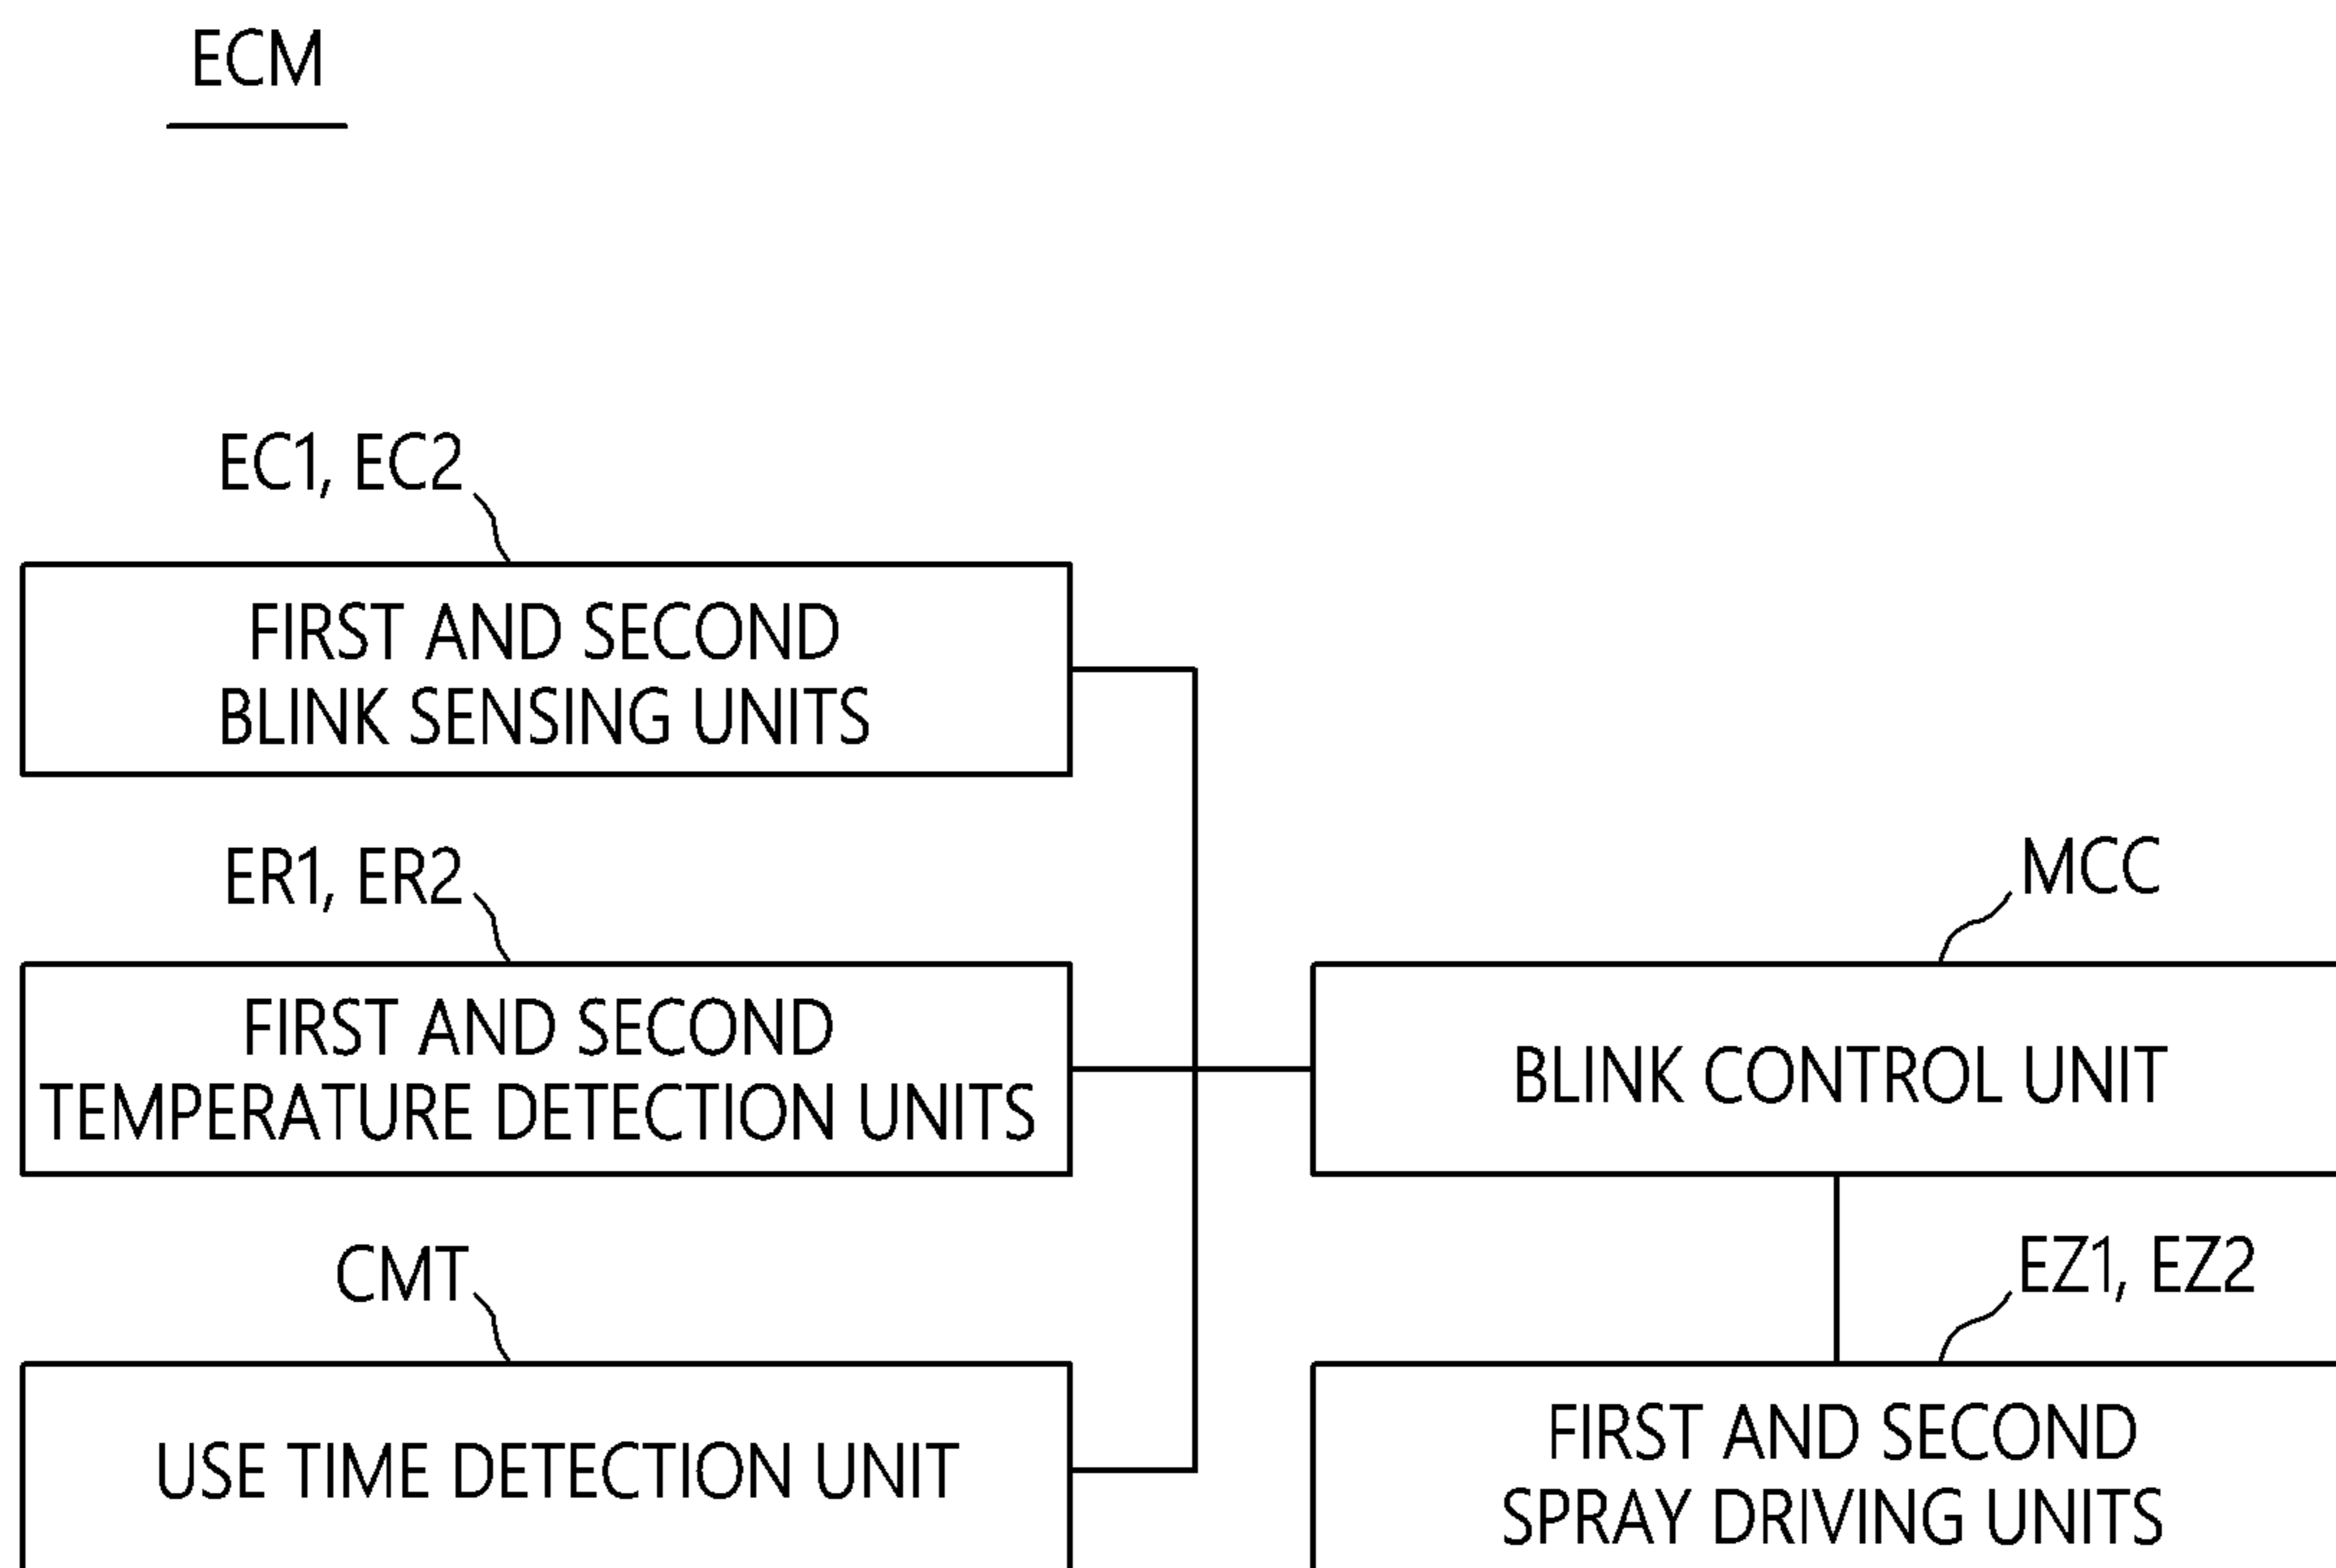 ECM
EC1, EC2
FIRST AND SECOND
BLINK SENSING UNITS
ER1, ER2
FIRST AND SECOND
TEMPERATURE DETECTION UNITS
CMT
USE TIME DETECTION UNIT
MCC
BLINK CONTROL UNIT
EZ1, EZ2
FIRST AND SECOND
SPRAY DRIVING UNITS